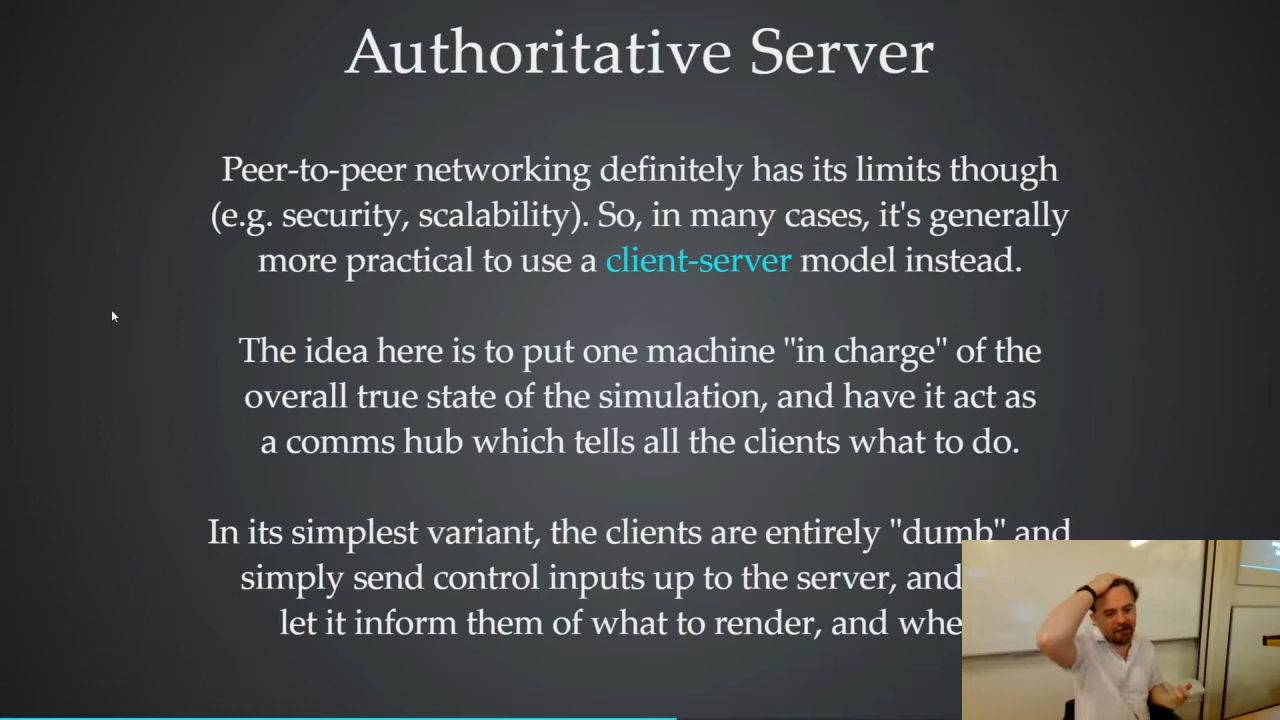 Authoritative Server
Peer-to-peer networking definitely has its limits though
(e.g. security, scalability). So, in many cases, it's generally
more practical to use a client-server model instead.
The idea here is to put one machine "in charge" of the
overall true state of the simulation, and have it act as
a comms hub which tells all the clients what to do.
In its simplest variant, the clients are entirely "dumb" and
simply send control inputs up to the server, and
let it inform them of what to render, and whe